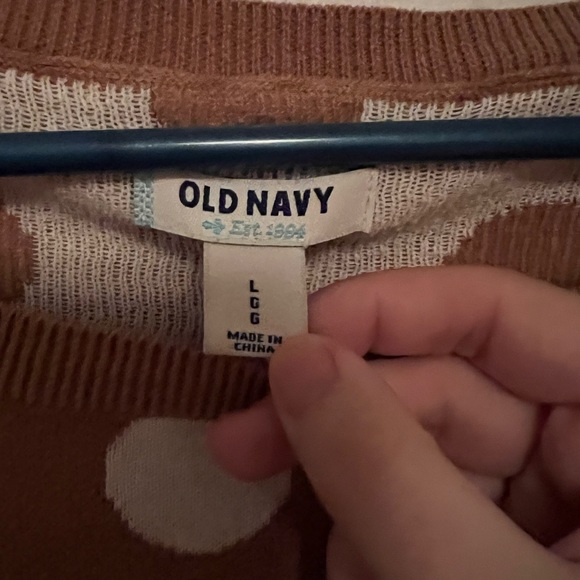 OLD NAVY
Est. 1994
L
G
G
MADE IN
CHINA